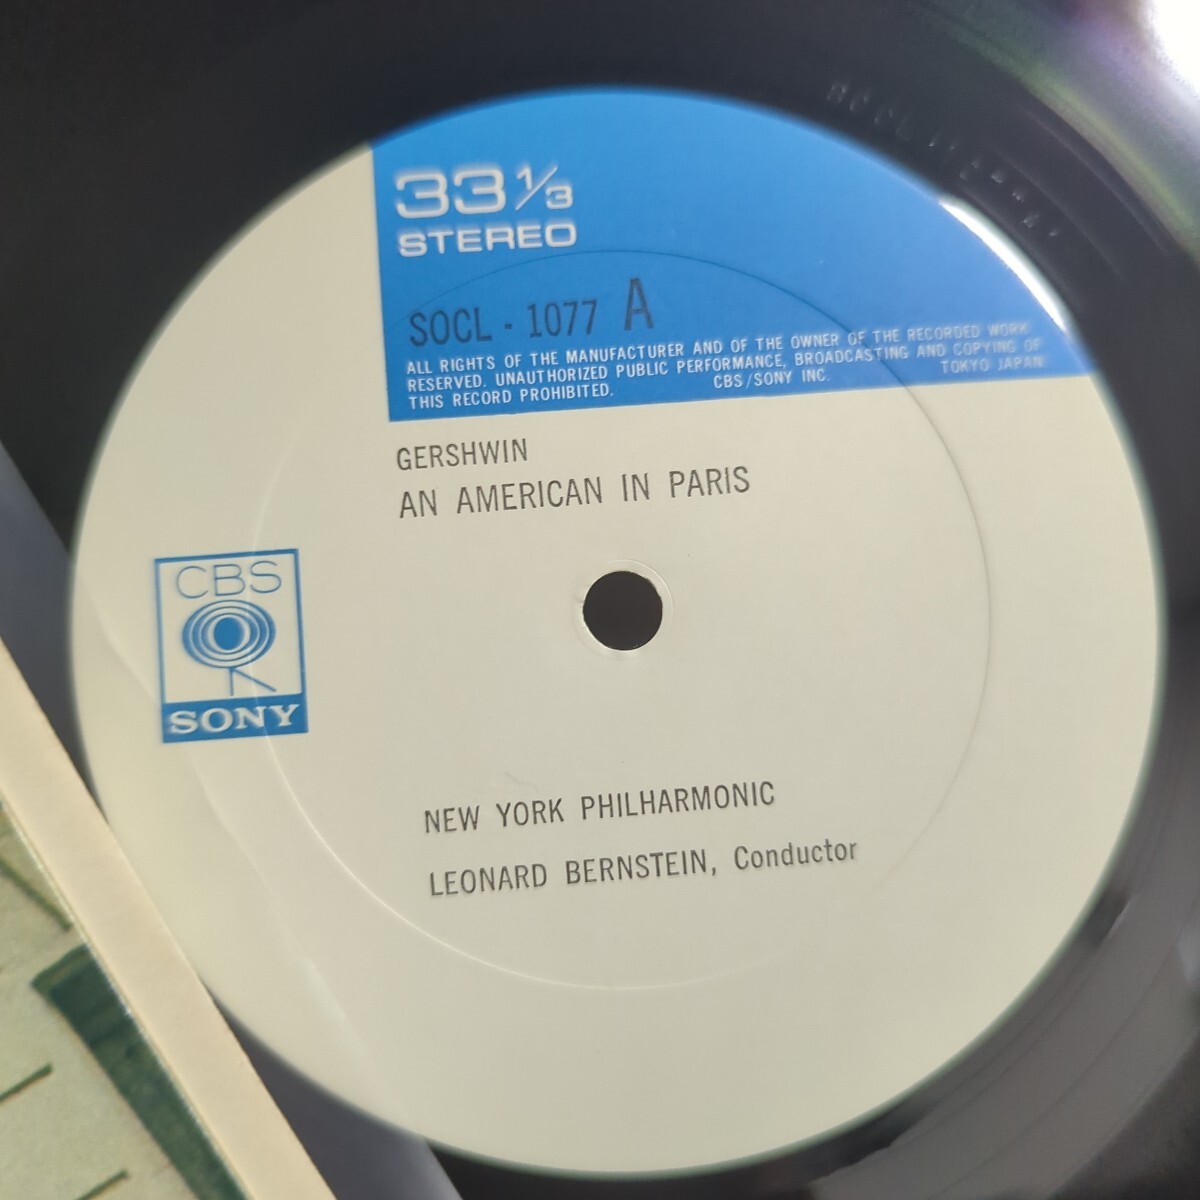 33 1/3
STEREO
SOCL - 1077 A
ALL RIGHTS OF THE MANUFACTURER AND OF THE OWNER OF THE RECORDED WORK
RESERVED. UNAUTHORIZED PUBLIC PERFORMANCE, BROADCASTING AND COPYING OF
THIS RECORD PROHIBITED. CBS/SONY INC. TOKYO JAPAN
GERSHWIN
AN AMERICAN IN PARIS
CBS
SONY
NEW YORK PHILHARMONIC
LEONARD BERNSTEIN, Conductor